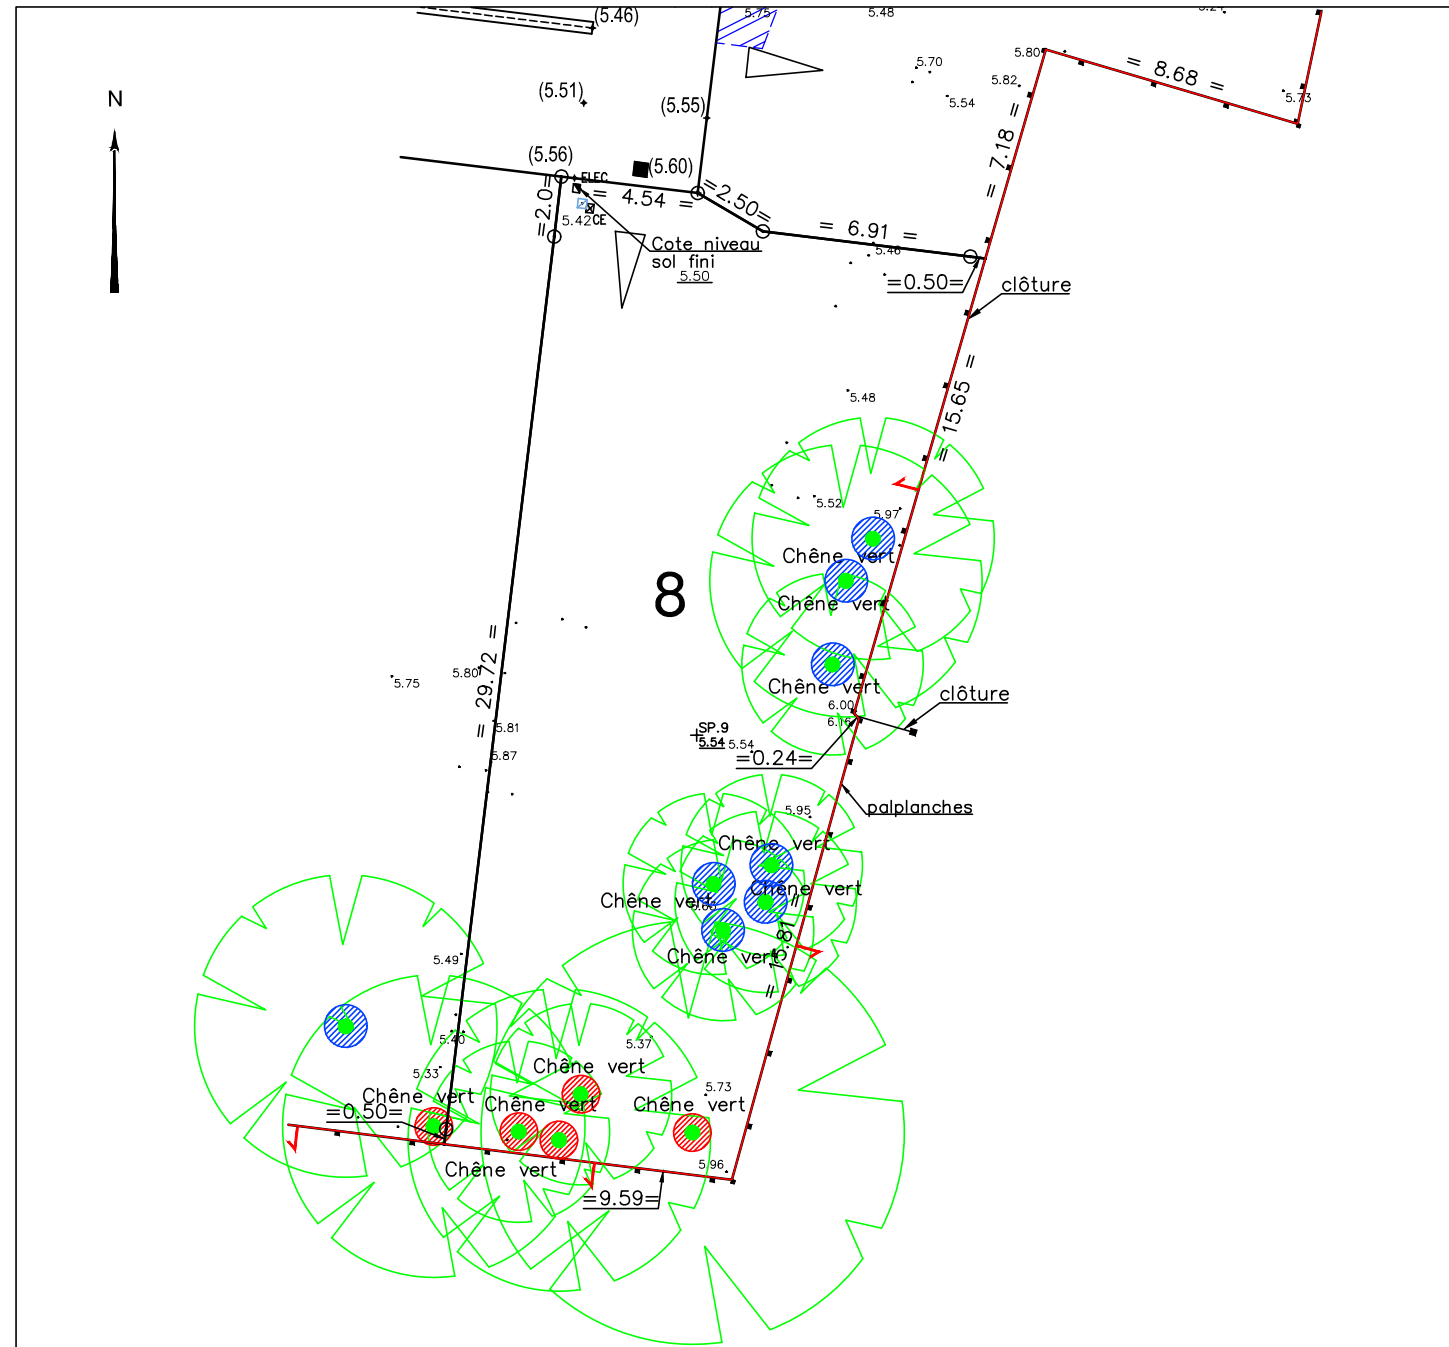 (5.46)
5.75
5.48
5.24
5.80
= 8.68 =
5.70
5.82
5.54
5.73
N
(5.51)
(5.55)
= 7.18 =
(5.56)
(5.60)
ELEC
=2.0=
= 4.54 =
=2.50=
5.42
CE
= 6.91 =
Cote niveau
sol fini
5.50
5.46
=0.50=
clôture
= 15.65 =
5.48
5.52
5.97
Chêne vert
8
Chêne vert
= 29.72 =
5.80
5.75
Chêne vert
clôture
6.00
6.16
5.81
SP.9
5.54
5.54
=0.24=
5.87
palplanches
5.95
Chêne vert
Chêne vert
Chêne vert
= 15.81 =
Chêne vert
5.49
5.40
5.37
5.33
Chêne vert
5.73
Chêne vert
Chêne vert
Chêne vert
=0.50=
Chêne vert
5.96
=9.59=